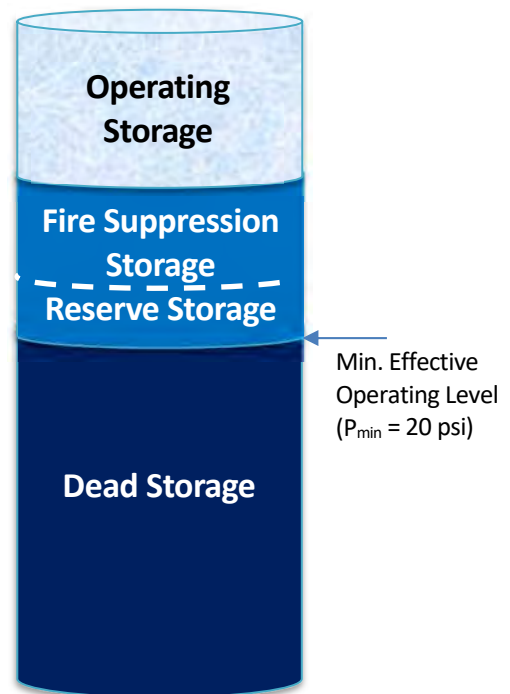 Operating
Storage
Fire Suppression
Storage
Reserve Storage
Min. Effective
Operating Level
(Pmin = 20 psi)
Dead Storage